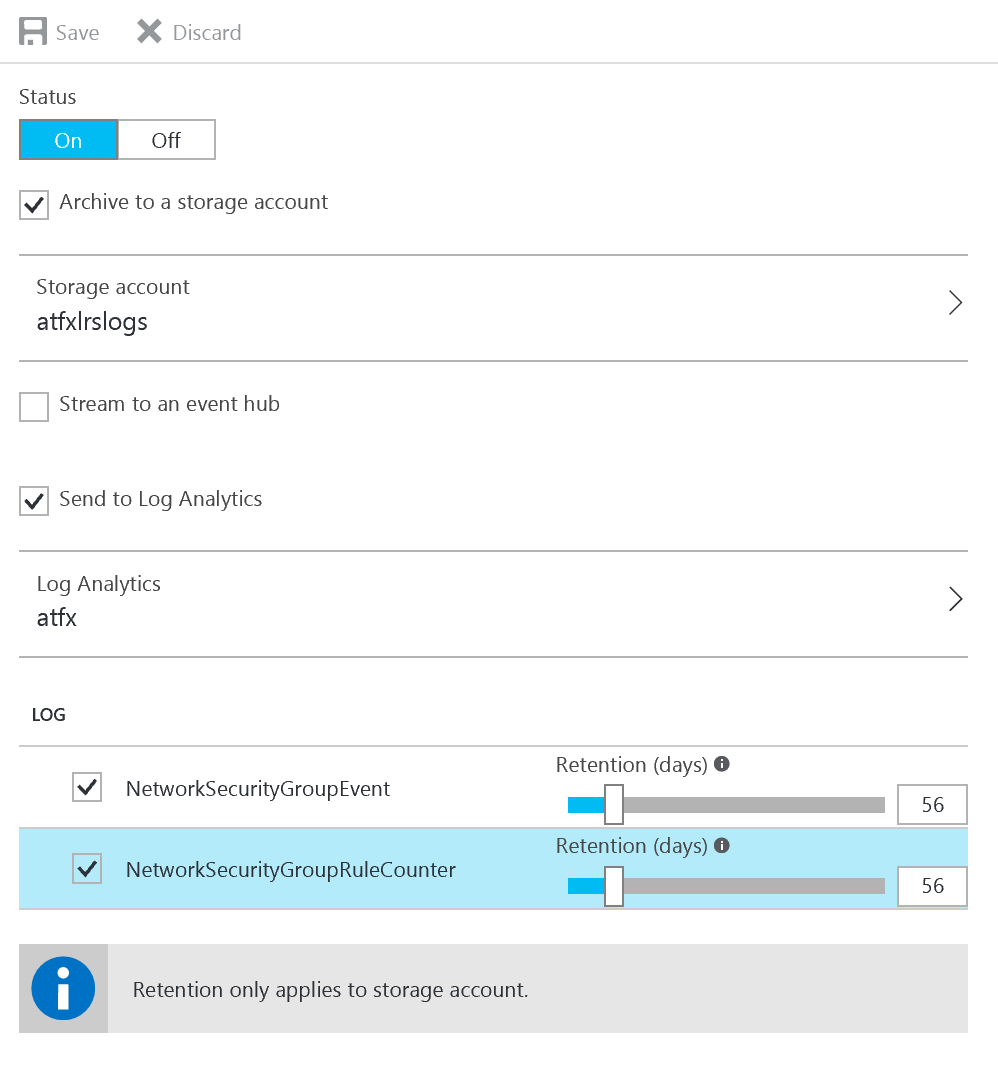 Save Discard
Status
On Off
Archive to a storage account
Storage account
atfxlrslogs
Stream to an event hub
Send to Log Analytics
Log Analytics
atfx
LOG
Retention (days)
NetworkSecurityGroupEvent
56
Retention (days)
NetworkSecurityGroupRuleCounter
56
Retention only applies to storage account.